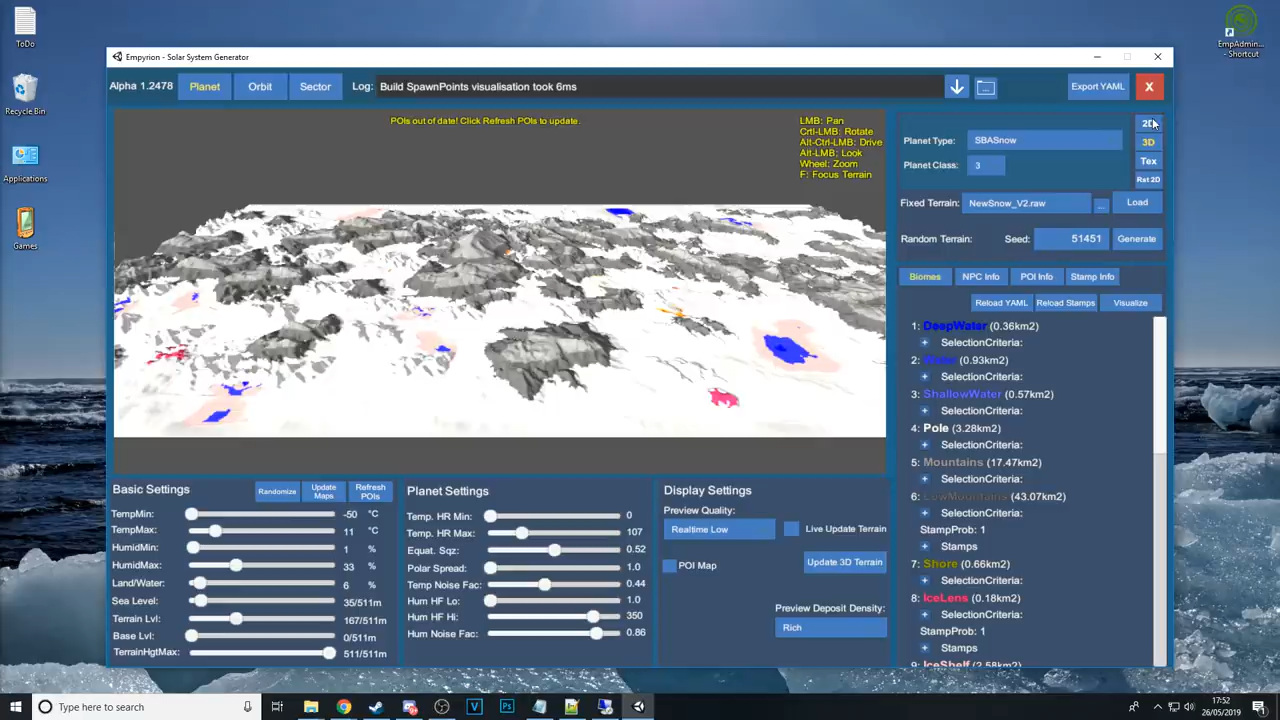 ToDo
Recycle Bin
Applications
Games
EmpAdmin...
- Shortcut
Empyrion - Solar System Generator
Alpha 1.2478
Planet
Orbit
Sector
Log:
Build SpawnPoints visualisation took 6ms
...
Export YAML
X
POIs out of date! Click Refresh POIs to update.
LMB: Pan
Crtl-LMB: Rotate
Alt-Ctrl-LMB: Drive
Alt-LMB: Look
Wheel: Zoom
F: Focus Terrain
2D
3D
Tex
Rst 2D
Planet Type:
SBASnow
Planet Class:
3
Fixed Terrain:
NewSnow_V2.raw
...
Load
Random Terrain:
Seed:
51451
Generate
Biomes
NPC Info
POI Info
Stamp Info
Reload YAML
Reload Stamps
Visualize
1: DeepWater (0.36km2)
+ SelectionCriteria:
2: (0.93km2)
+ SelectionCriteria:
3: ShallowWater (0.57km2)
+ SelectionCriteria:
4: Pole (3.28km2)
+ SelectionCriteria:
5: Mountains (17.47km2)
+ SelectionCriteria:
6: LowMountains (43.07km2)
+ SelectionCriteria:
StampProb: 1
+ Stamps
7: Shore (0.66km2)
+ SelectionCriteria:
8: IceLens (0.18km2)
+ SelectionCriteria:
StampProb: 1
+ Stamps
9: IceShelf (2.58km2)
Basic Settings
Randomize
Update Maps
Refresh POIs
TempMin: -50 °C
TempMax: 11 °C
HumidMin: 1 %
HumidMax: 33 %
Land/Water: 6 %
Sea Level: 35/511m
Terrain Lvl: 167/511m
Base Lvl: 0/511m
TerrainHgtMax: 511/511m
Planet Settings
Temp. HR Min: 0
Temp. HR Max: 107
Equat. Sqz: 0.52
Polar Spread: 1.0
Temp Noise Fac: 0.44
Hum HF Lo: 1.0
Hum HF Hi: 350
Hum Noise Fac: 0.86
Display Settings
Preview Quality:
Realtime Low
Live Update Terrain
POI Map
Update 3D Terrain
Preview Deposit Density:
Rich
Type here to search
17:52
26/05/2019